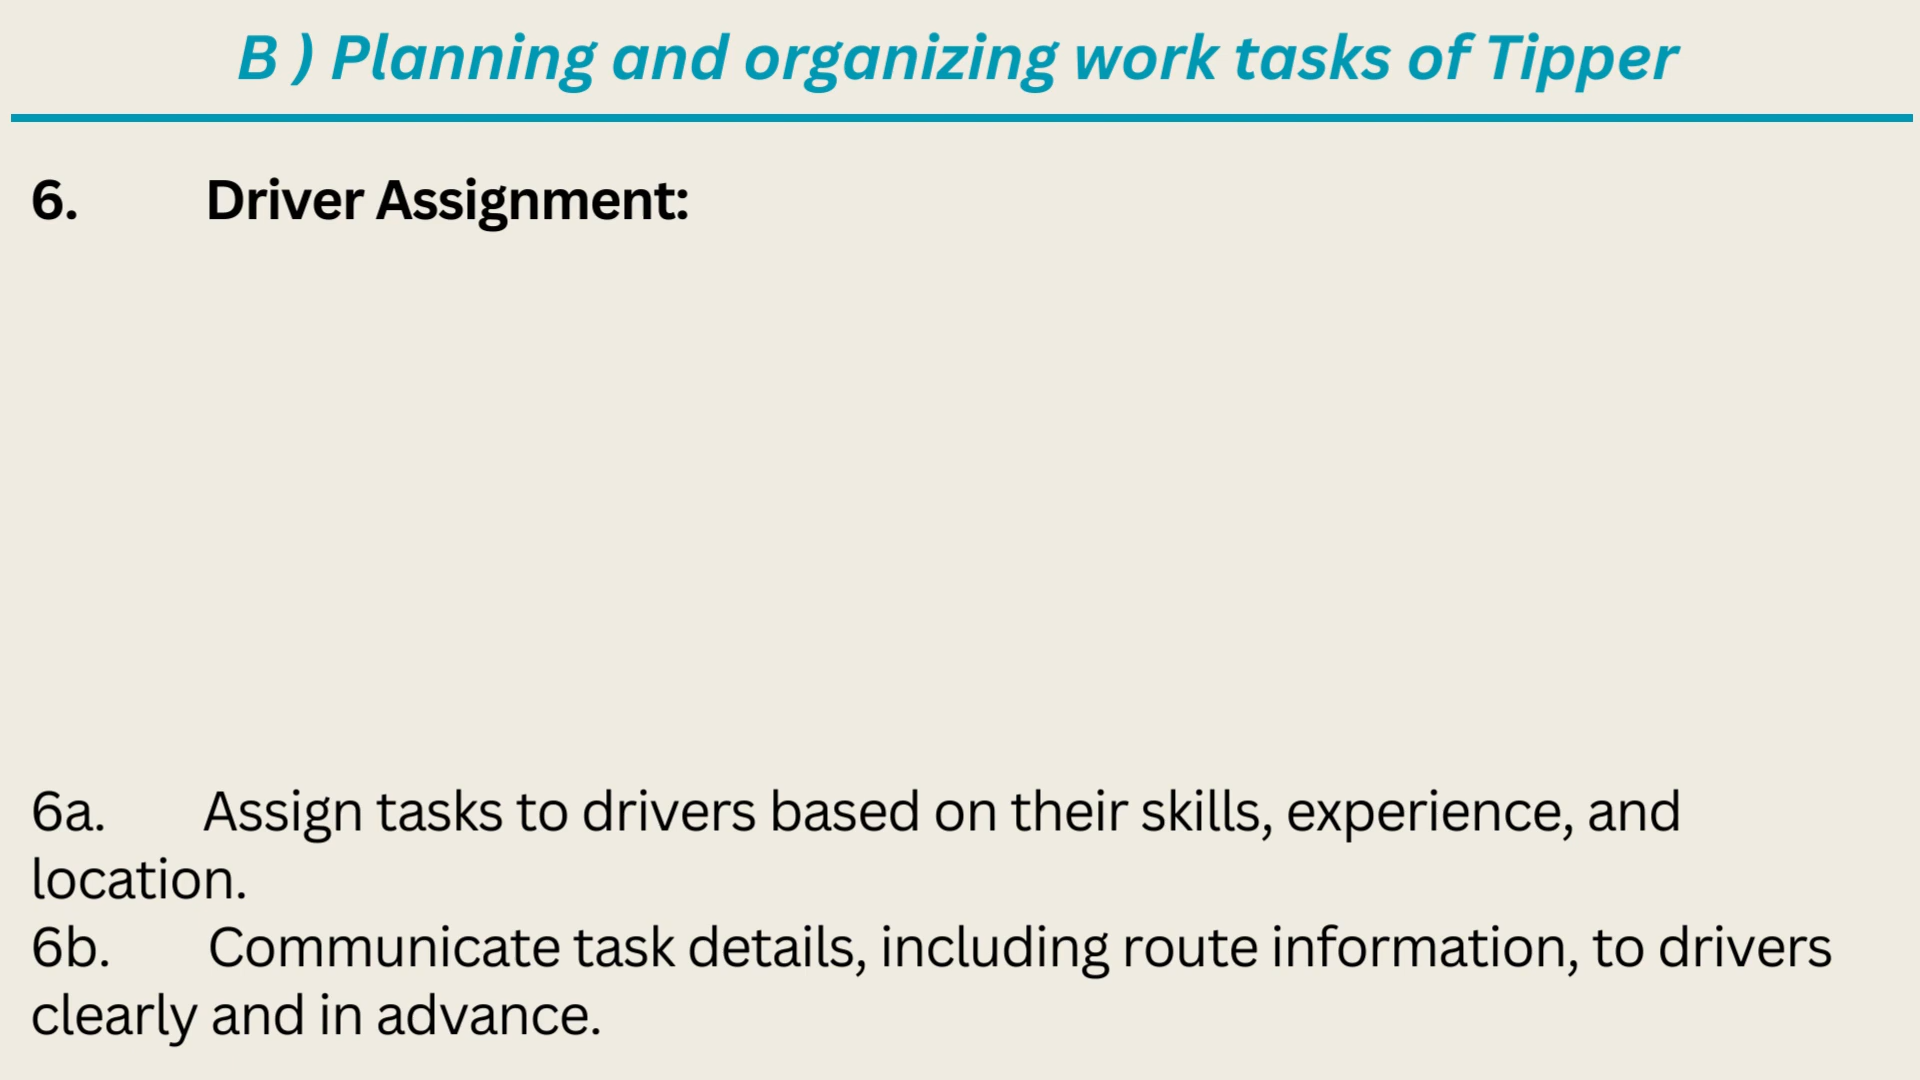 B ) Planning and organizing work tasks of Tipper
6. Driver Assignment:
6a. Assign tasks to drivers based on their skills, experience, and
location.
6b. Communicate task details, including route information, to drivers
clearly and in advance.